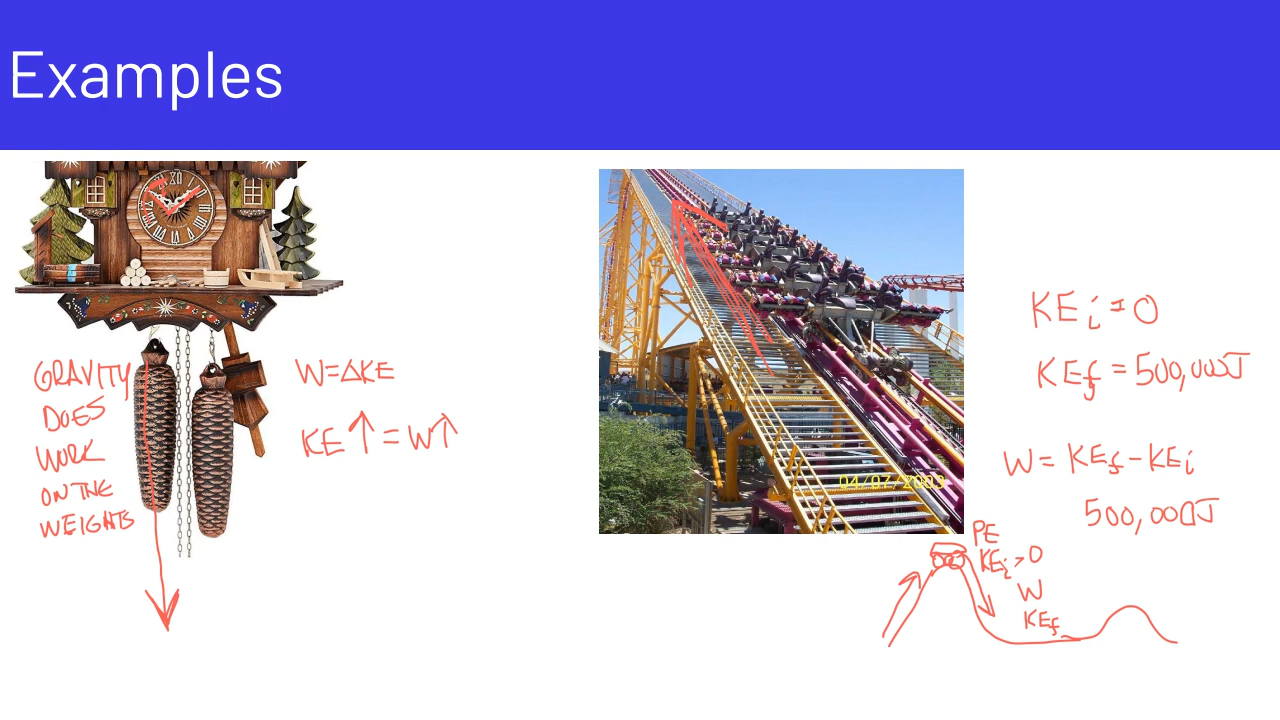 Examples
GRAVITY
DOES
WORK
ON THE
WEIGHTS
W=ΔKE
KE↑=W↑
04/07/2003
KEi=0
KEf=500,000J
W=KEf-KEi
500,000J
PE
KEi>0
W
KEf